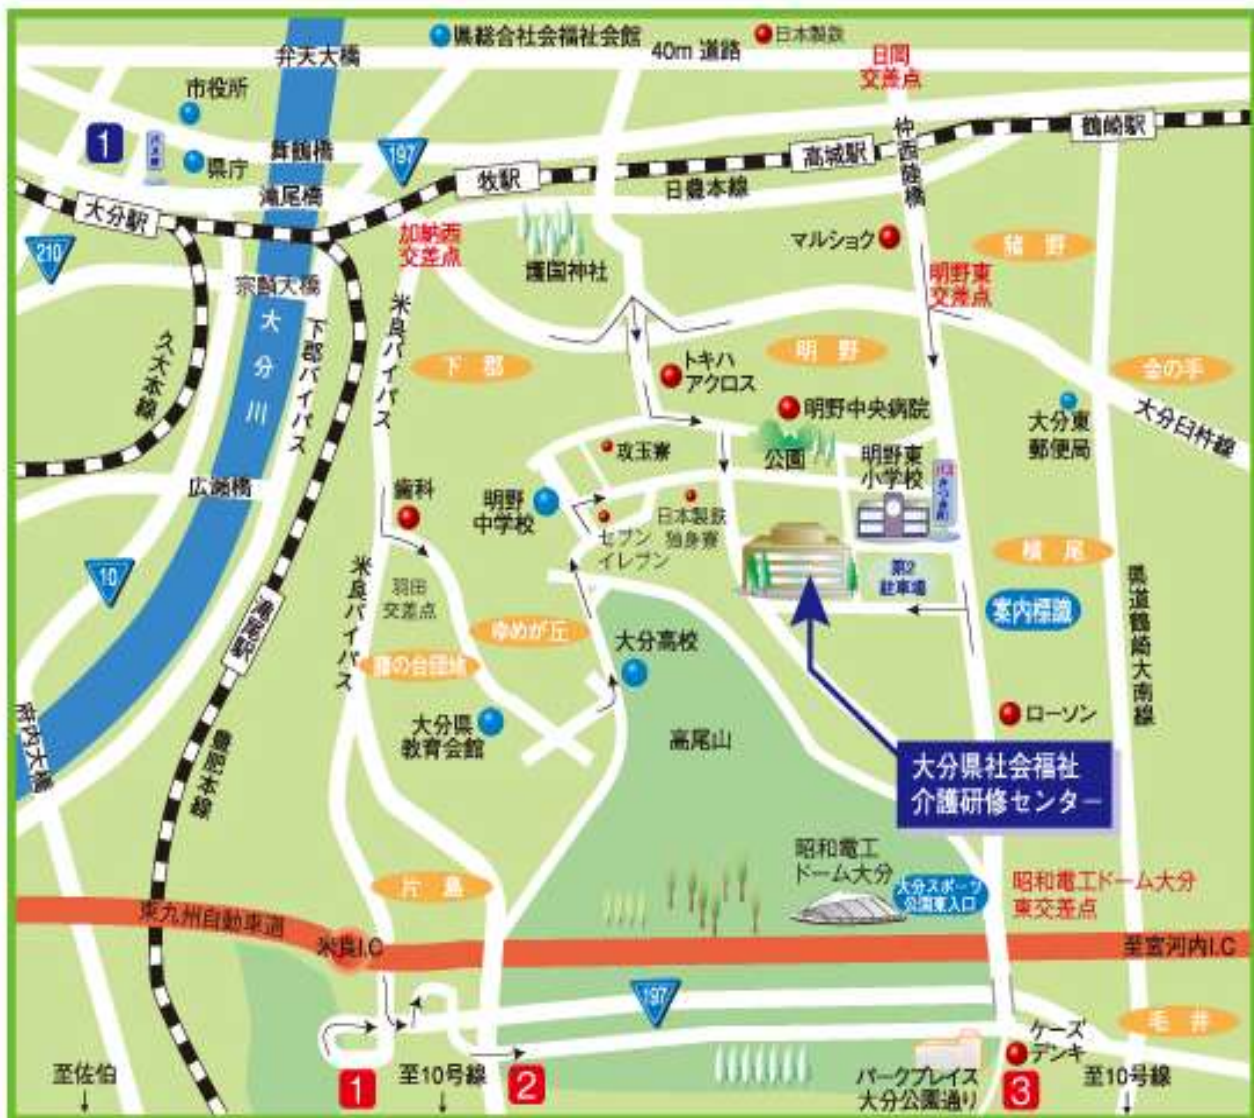 県総合社会福祉会館
日本製鉄
弁天大橋
40m 道路
日岡
交差点
市役所
1
県庁
舞鶴橋
197
滝尾橋
大分駅
牧駅
高城駅
鶴崎駅
日豊本線
仲西陸橋
210
加納西
交差点
護国神社
マルショク
猪野
明野東
交差点
宗麟大橋
大分川
下郡バイパス
米良バイパス
久大本線
下郡
明野
トキハ
アクロス
金の手
明野中央病院
大分東
郵便局
大分臼杵線
攻玉寮
公園
明野東
小学校
広瀬橋
歯科
明野
中学校
セブン
イレブン
日本製鉄
独身寮
第2
駐車場
横尾
10
滝尾駅
米良バイパス
羽田
交差点
ゆめが丘
案内標識
県道鶴崎大南線
大分高校
大分県
教育会館
高尾山
ローソン
府内大橋
豊肥本線
大分県社会福祉
介護研修センター
片島
昭和電工
ドーム大分
大分スポーツ
公園東入口
昭和電工ドーム大分
東交差点
東九州自動車道
米良I.C
至宮河内I.C
197
毛井
ケーズ
デンキ
パークプレイス
大分公園通り
至佐伯
1
至10号線
2
3
至10号線